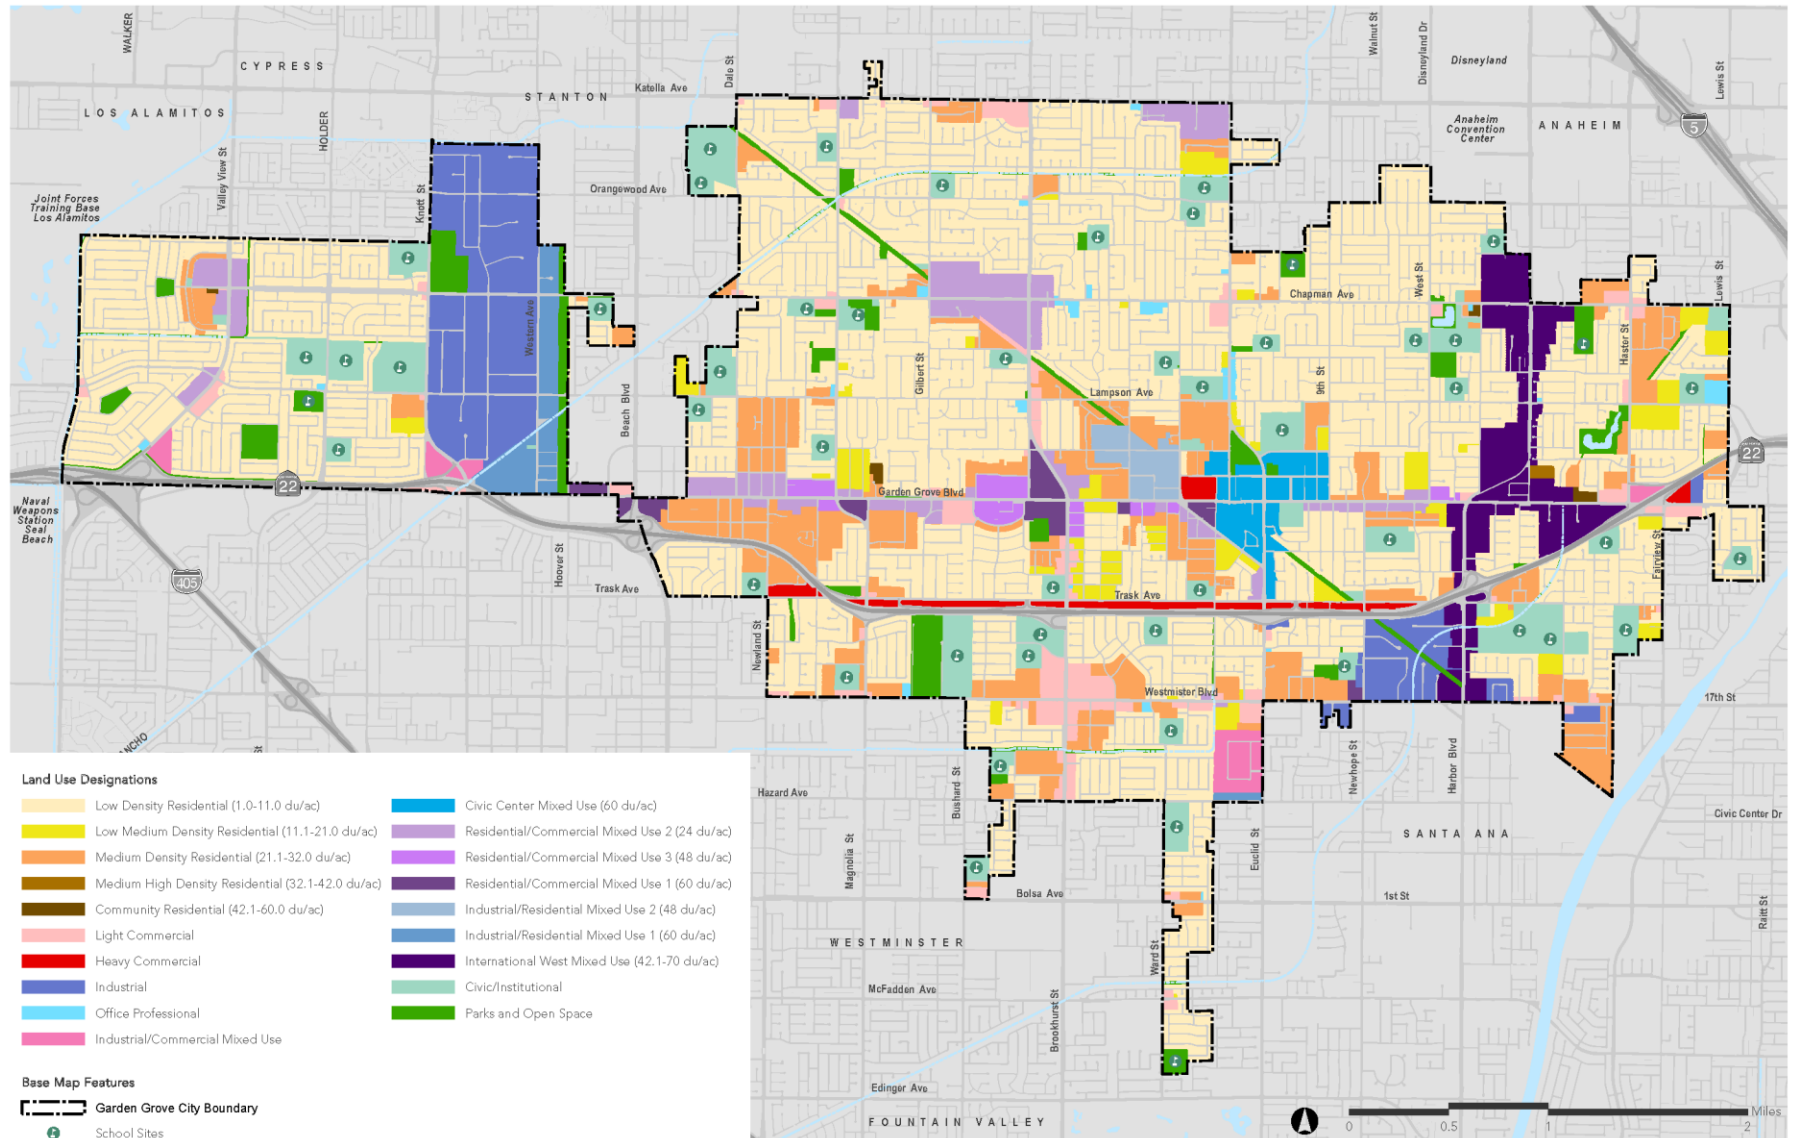 WALKER
CYPRESS
LOS ALAMITOS
HOLDER
STANTON
Katella Ave
Dale St
Walnut St
Disneyland Dr
Disneyland
Lewis St
5
Anaheim
Convention
Center
ANAHEIM
Valley View St
Knott St
Orangewood Ave
Joint Forces
Training Base
Los Alamitos
Western Ave
Beach Blvd
Gilbert St
Chapman Ave
West St
Lewis St
Haster St
Lampson Ave
9th St
22
22
Garden Grove Blvd
Naval
Weapons
Station
Seal
Beach
405
Hoover St
Trask Ave
Trask Ave
Fairview St
Newland St
Westminster Blvd
17th St
Land Use Designations
Low Density Residential (1.0-11.0 du/ac)
Low Medium Density Residential (11.1-21.0 du/ac)
Medium Density Residential (21.1-32.0 du/ac)
Medium High Density Residential (32.1-42.0 du/ac)
Community Residential (42.1-60.0 du/ac)
Light Commercial
Heavy Commercial
Industrial
Office Professional
Industrial/Commercial Mixed Use
Civic Center Mixed Use (60 du/ac)
Residential/Commercial Mixed Use 2 (24 du/ac)
Residential/Commercial Mixed Use 3 (48 du/ac)
Residential/Commercial Mixed Use 1 (60 du/ac)
Industrial/Residential Mixed Use 2 (48 du/ac)
Industrial/Residential Mixed Use 1 (60 du/ac)
International West Mixed Use (42.1-70 du/ac)
Civic/Institutional
Parks and Open Space
Base Map Features
Garden Grove City Boundary
School Sites
Hazard Ave
Bushard St
Magnolia St
Newhope St
Harbor Blvd
Euclid St
Civic Center Dr
SANTA ANA
Bolsa Ave
1st St
Raitt St
WESTMINSTER
Ward St
McFadden Ave
Brookhurst St
Edinger Ave
FOUNTAIN VALLEY
Miles
0 0.5 1 2